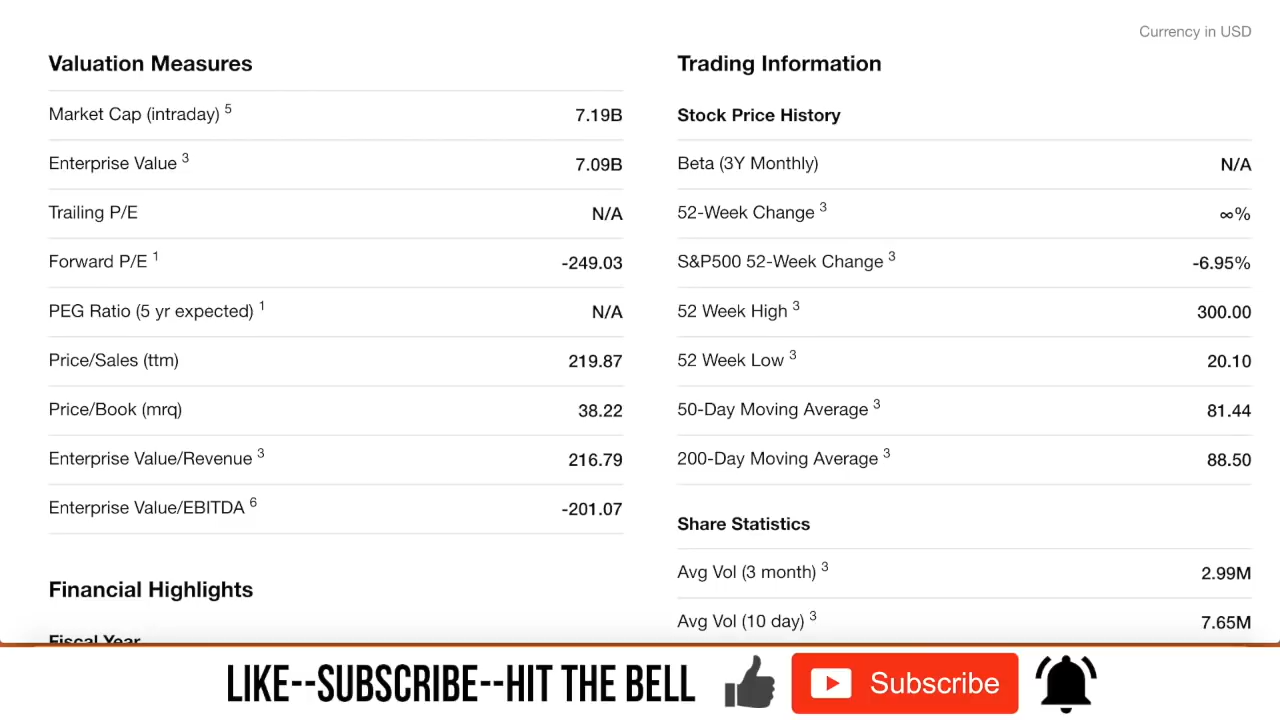 Currency in USD
Valuation Measures
Market Cap (intraday) 5 7.19B
Enterprise Value 3 7.09B
Trailing P/E N/A
Forward P/E 1 -249.03
PEG Ratio (5 yr expected) 1 N/A
Price/Sales (ttm) 219.87
Price/Book (mrq) 38.22
Enterprise Value/Revenue 3 216.79
Enterprise Value/EBITDA 6 -201.07
Financial Highlights
Fiscal Year
Trading Information
Stock Price History
Beta (3Y Monthly) N/A
52-Week Change 3 ∞%
S&P500 52-Week Change 3 -6.95%
52 Week High 3 300.00
52 Week Low 3 20.10
50-Day Moving Average 3 81.44
200-Day Moving Average 3 88.50
Share Statistics
Avg Vol (3 month) 3 2.99M
Avg Vol (10 day) 3 7.65M
LIKE--SUBSCRIBE--HIT THE BELL
Subscribe